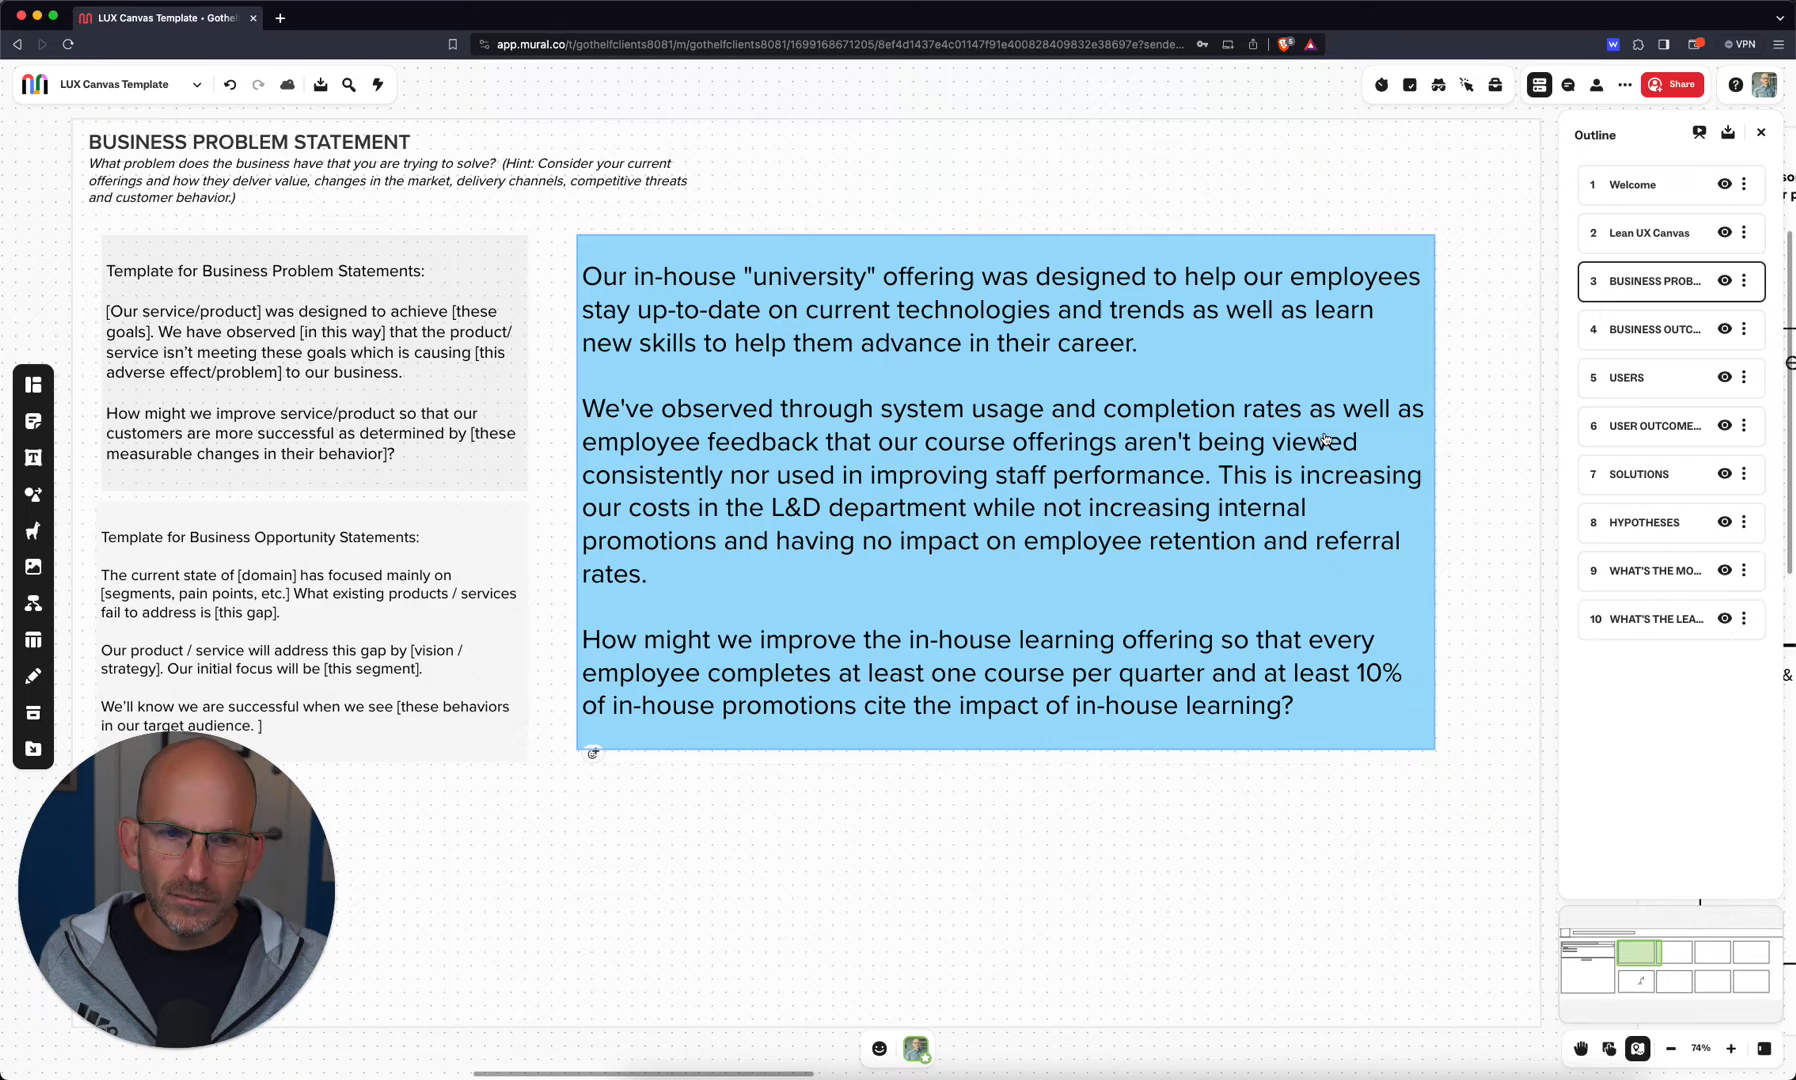 LUX Canvas Template • Gothel
app.mural.co/t/gothelfclients8081/m/gothelfclients8081/1699168671205/8ef4d1437e4c01147f91e400828409832e38697e?sende...
VPN
LUX Canvas Template
Share
BUSINESS PROBLEM STATEMENT
What problem does the business have that you are trying to solve? (Hint: Consider your current
offerings and how they delver value, changes in the market, delivery channels, competitive threats
and customer behavior.)
Template for Business Problem Statements:
[Our service/product] was designed to achieve [these
goals]. We have observed [in this way] that the product/
service isn't meeting these goals which is causing [this
adverse effect/problem] to our business.
How might we improve service/product so that our
customers are more successful as determined by [these
measurable changes in their behavior]?
Template for Business Opportunity Statements:
The current state of [domain] has focused mainly on
[segments, pain points, etc.] What existing products / services
fail to address is [this gap].
Our product / service will address this gap by [vision /
strategy]. Our initial focus will be [this segment].
We'll know we are successful when we see [these behaviors
in our target audience. ]
Our in-house "university" offering was designed to help our employees
stay up-to-date on current technologies and trends as well as learn
new skills to help them advance in their career.
We've observed through system usage and completion rates as well as
employee feedback that our course offerings aren't being viewed
consistently nor used in improving staff performance. This is increasing
our costs in the L&D department while not increasing internal
promotions and having no impact on employee retention and referral
rates.
How might we improve the in-house learning offering so that every
employee completes at least one course per quarter and at least 10%
of in-house promotions cite the impact of in-house learning?
Outline
1 Welcome
2 Lean UX Canvas
3 BUSINESS PROB...
4 BUSINESS OUTC...
5 USERS
6 USER OUTCOME...
7 SOLUTIONS
8 HYPOTHESES
9 WHAT'S THE MO...
10 WHAT'S THE LEA...
74%